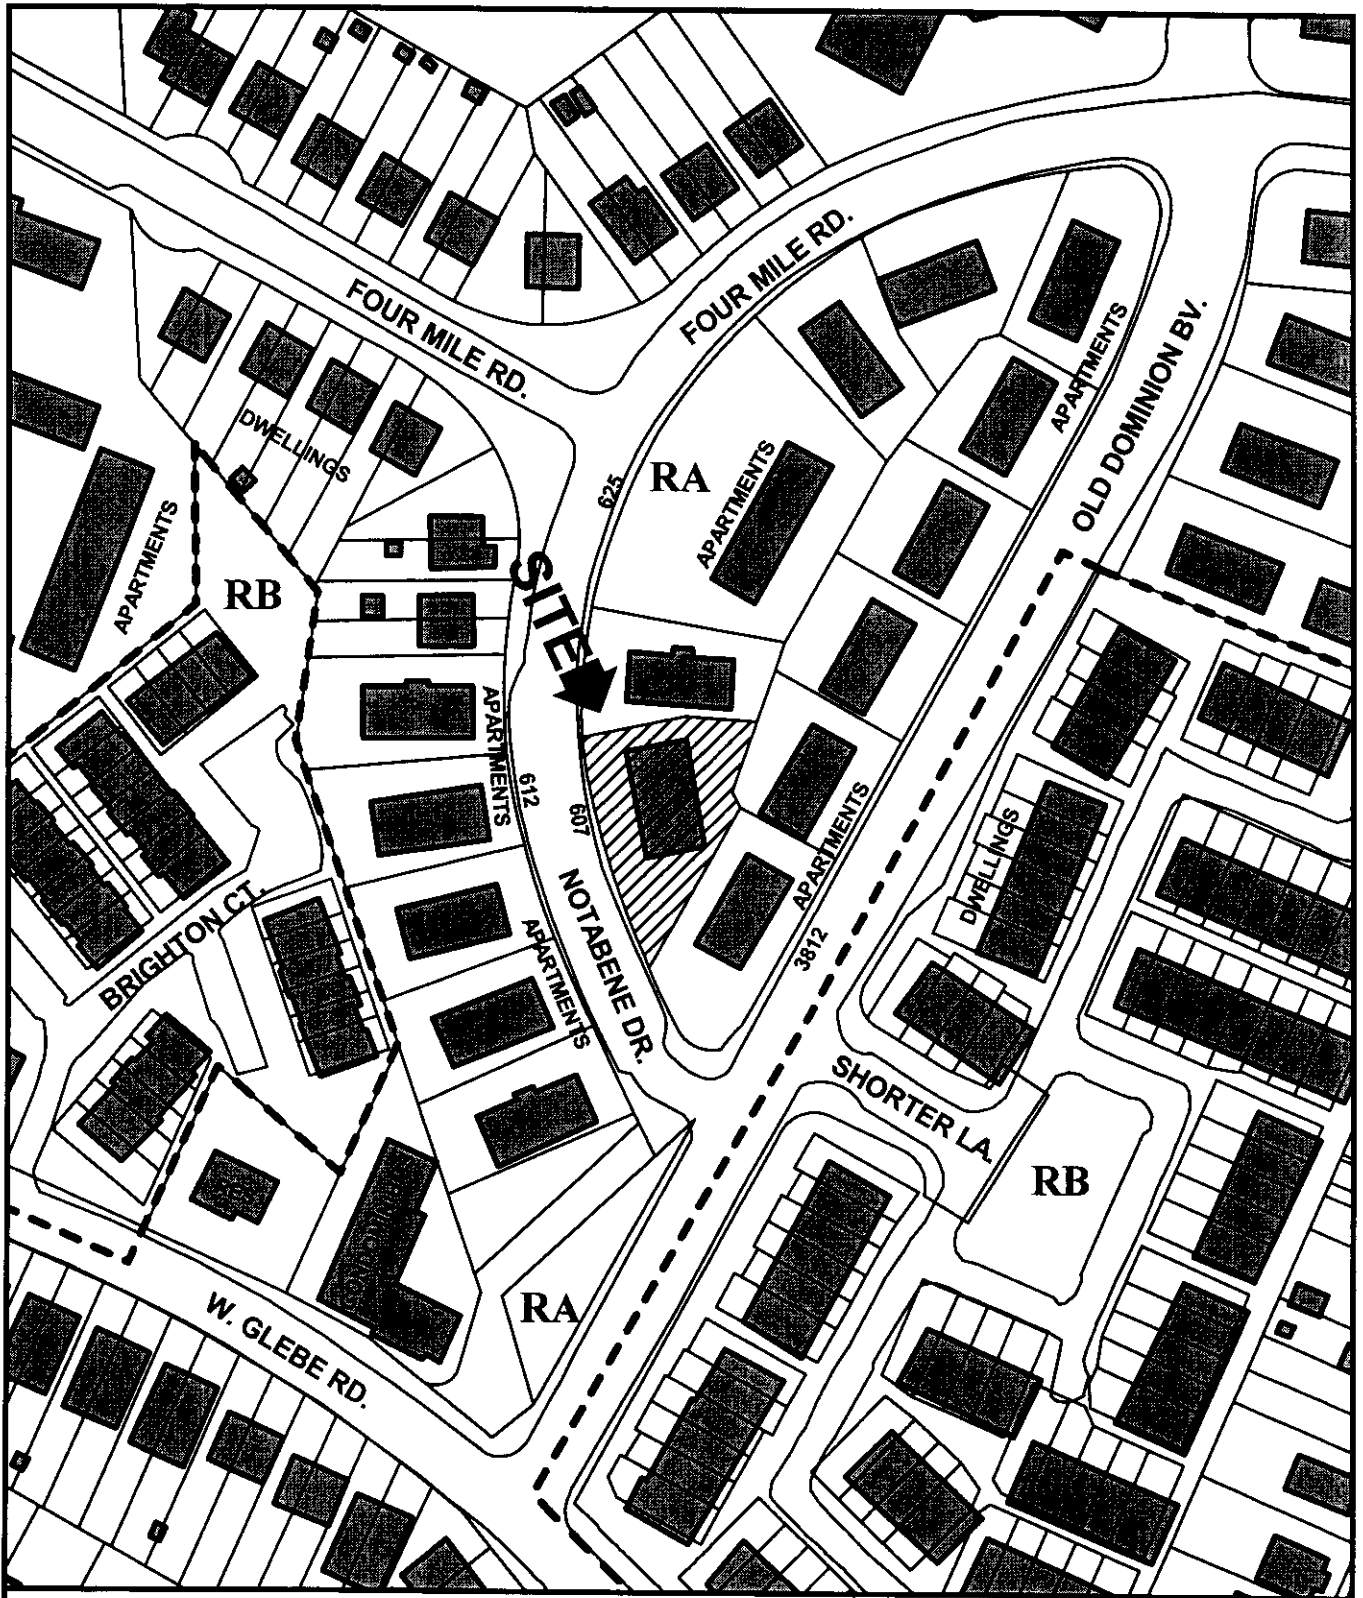 FOUR MILE RD.
FOUR MILE RD.
APARTMENTS
OLD DOMINION BV.
DWELLINGS
625
RA
APARTMENTS
APARTMENTS
RB
SITE
APARTMENTS
612
607
APARTMENTS
DWELLINGS
NOTABENE DR.
BRIGHTON CT.
APARTMENTS
3812
SHORTER LA.
RB
RA
W. GLEBE RD.